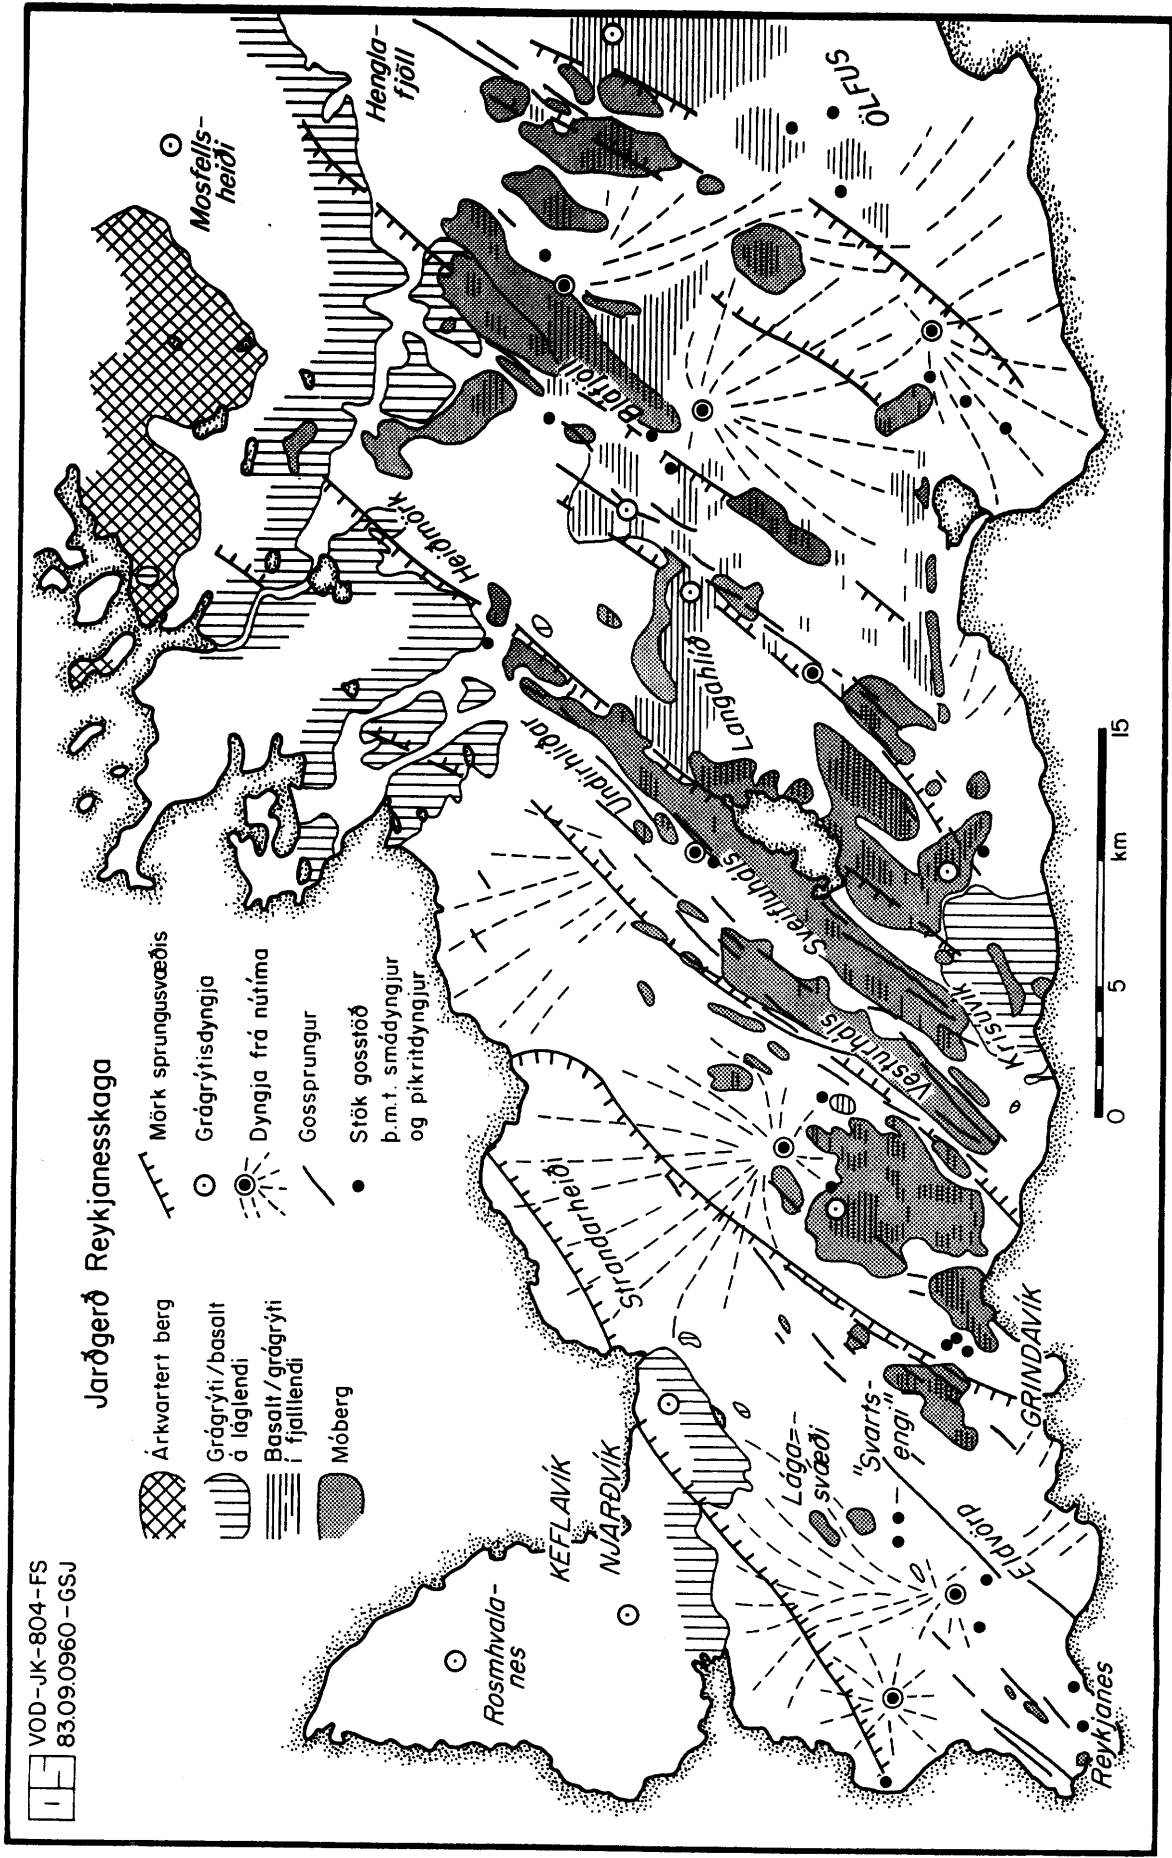 VOD-JK-804-FS
83.09.0960-GSJ
Jarðgerð Reykjanesskaga
Árkvartert berg
Grágrýti/basalt
á láglendi
Basalt/grágrýti
í fjalllendi
Móberg
Mörk sprungusvæðis
Grágrýtisdyngja
Dyngja frá nútíma
Gossprungur
Stök gosstöð
þ.m.t. smádyngjur
og pikritdyngjur
Mosfells-
heiði
Hengla-
fjöll
ÖLFUS
Bláfjöll
Heiðmörk
Undirhlíðar
Langahlíð
Sveifluháls
Vesturháls
Krísuvík
Strandarheiði
GRINDAVÍK
"Svarts-
engi"
Lága-
svæði
Eldvörp
KEFLAVÍK
NJARÐVÍK
Rosmhvala-
nes
Reykjanes
0 5 km 15